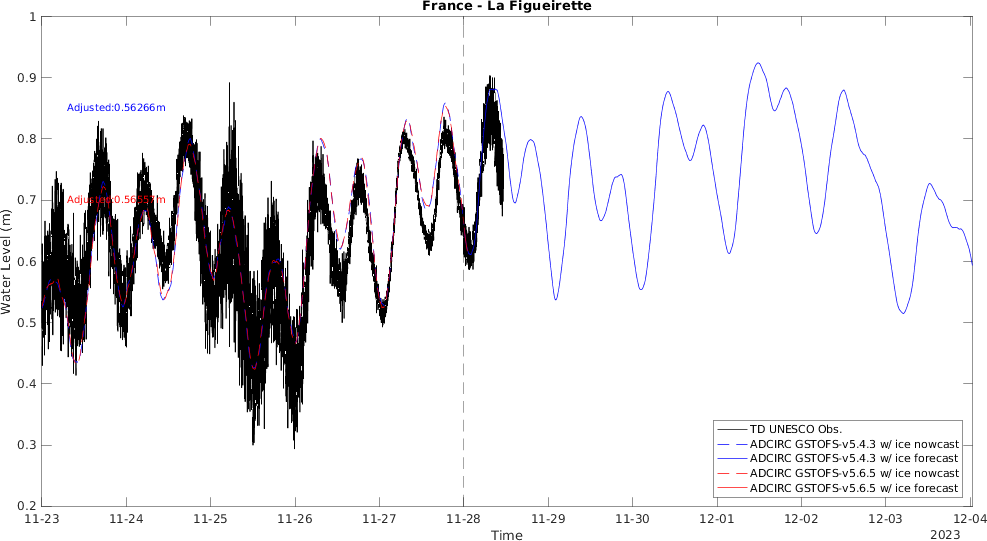 France - La Figueirette
1
0.9
0.8
0.7
0.6
0.5
0.4
0.3
0.2
Water Level (m)
Adjusted:0.56266m
TD UNESCO Obs.
ADCIRC GSTOFS-v5.4.3 w/ ice nowcast
ADCIRC GSTOFS-v5.4.3 w/ ice forecast
ADCIRC GSTOFS-v5.6.5 w/ ice nowcast
ADCIRC GSTOFS-v5.6.5 w/ ice forecast
11-23 11-24 11-25 11-26 11-27 11-28 11-29 11-30 12-01 12-02 12-03 12-04
Time
2023